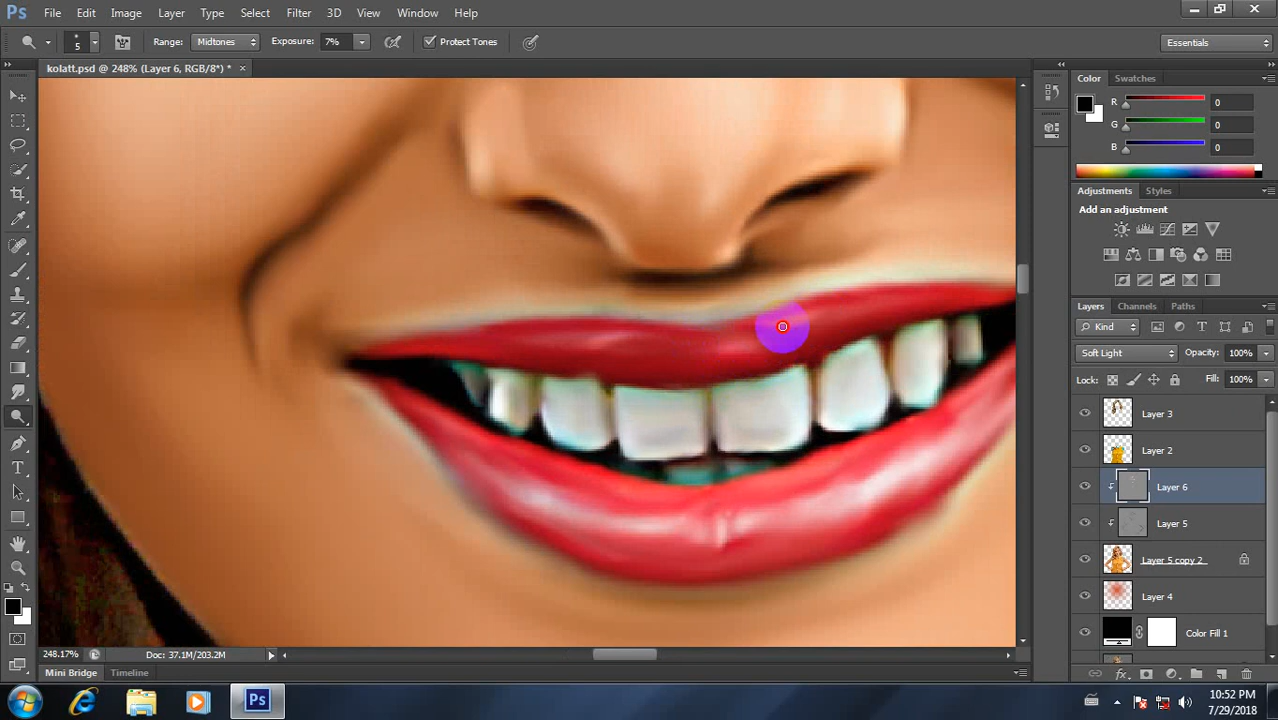 Ps File Edit Image Layer Type Select Filter 3D View Window Help
5 Range: Midtones Exposure: 7% Protect Tones Essentials
kolatt.psd @ 248% (Layer 6, RGB/8*) * ×
Color Swatches
R 0
G 0
B 0
Adjustments Styles
Add an adjustment
Layers Channels Paths
Kind
Soft Light Opacity: 100%
Lock: Fill: 100%
Layer 3
Layer 2
Layer 6
Layer 5
Layer 5 copy 2
Layer 4
Color Fill 1
248.17% Doc: 37.1M/203.2M
Mini Bridge Timeline
Ps
10:52 PM
7/29/2018